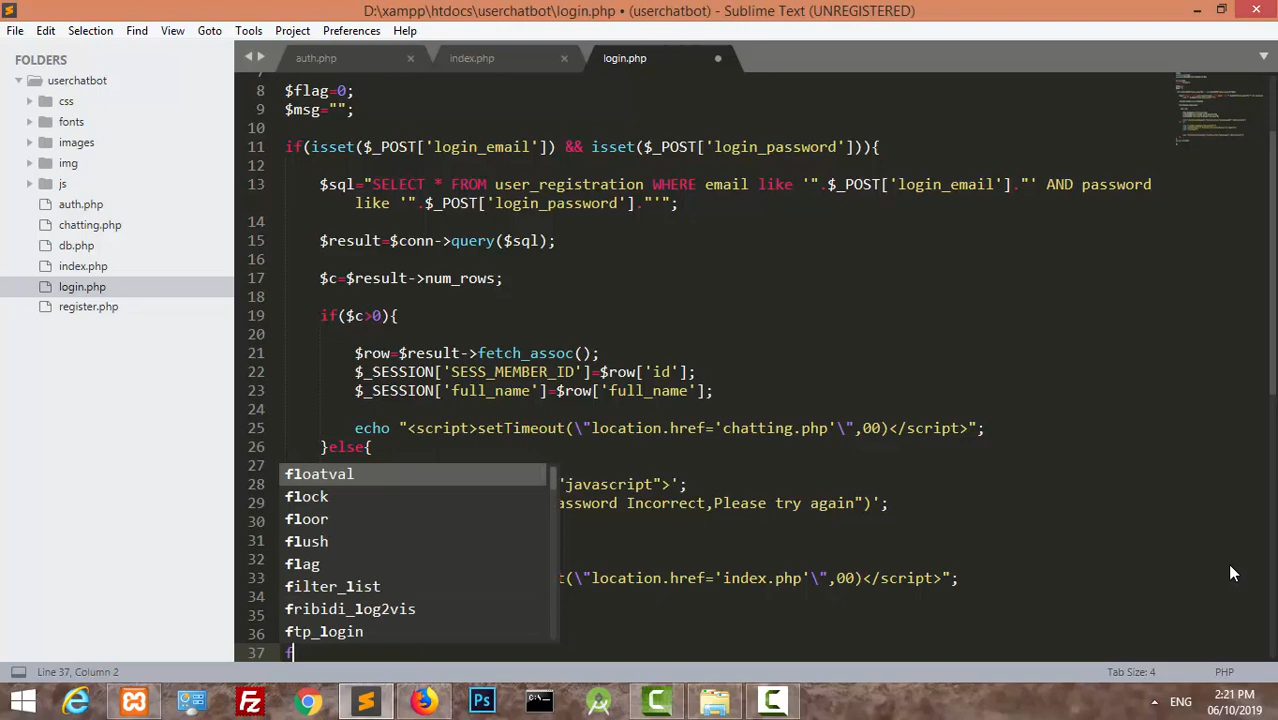 D:\xampp\htdocs\userchatbot\login.php • (userchatbot) - Sublime Text (UNREGISTERED)
File Edit Selection Find View Goto Tools Project Preferences Help
FOLDERS
userchatbot
css
fonts
images
img
js
auth.php
chatting.php
db.php
index.php
login.php
register.php
auth.php index.php login.php
7
8 $flag=0;
9 $msg="";
10
11 if(isset($_POST['login_email']) && isset($_POST['login_password'])){
12
13 $sql="SELECT * FROM user_registration WHERE email like '".$_POST['login_email']."' AND password
like '".$_POST['login_password']."'";
14
15 $result=$conn->query($sql);
16
17 $c=$result->num_rows;
18
19 if($c>0){
20
21 $row=$result->fetch_assoc();
22 $_SESSION['SESS_MEMBER_ID']=$row['id'];
23 $_SESSION['full_name']=$row['full_name'];
24
25 echo "<script>setTimeout(\"location.href='chatting.php'\",00)</script>";
26 }else{
27
28 'javascript">';
29 assword Incorrect,Please try again")';
30
31
32
33 t(\"location.href='index.php'\",00)</script>";
34
35
36
37 f
floatval
flock
floor
flush
flag
filter_list
fribidi_log2vis
ftp_login
Line 37, Column 2
Tab Size: 4
PHP
Ps
2:21 PM
06/10/2019